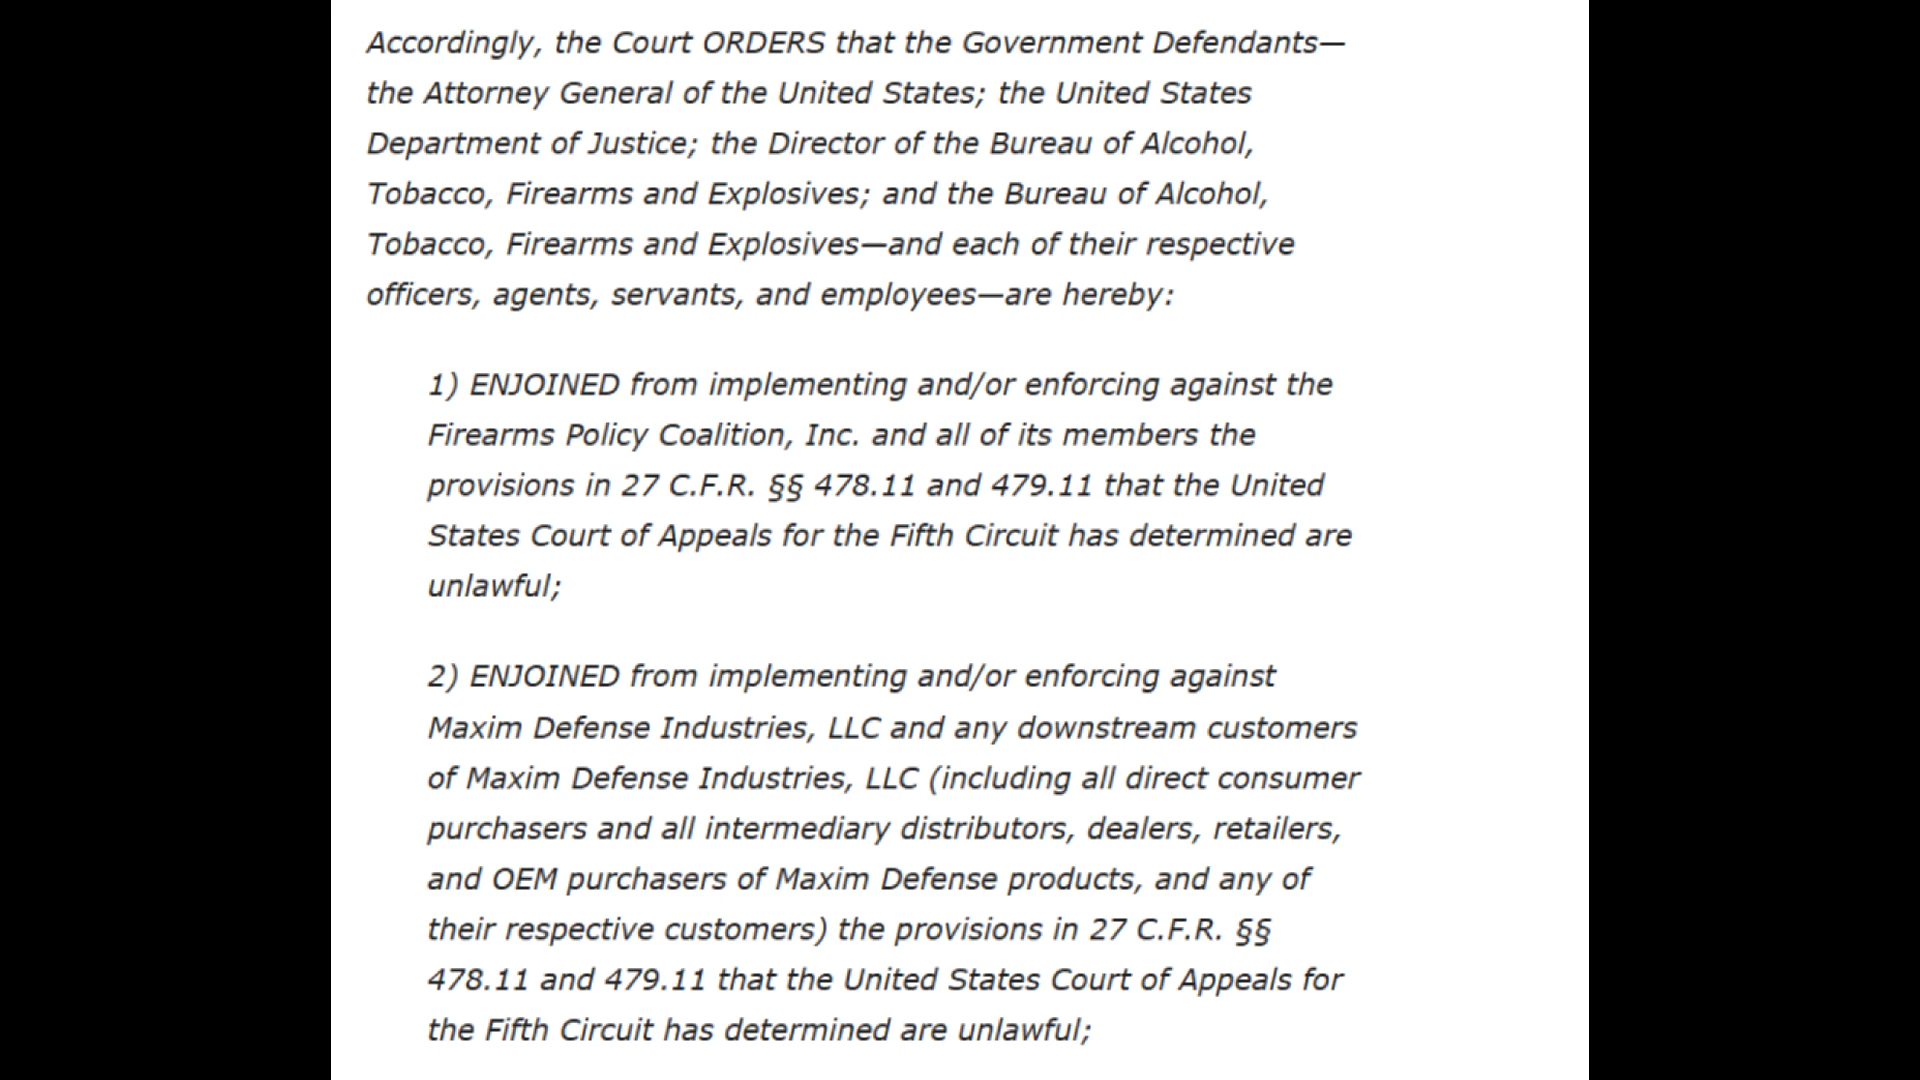 Accordingly, the Court ORDERS that the Government Defendants—
the Attorney General of the United States; the United States
Department of Justice; the Director of the Bureau of Alcohol,
Tobacco, Firearms and Explosives; and the Bureau of Alcohol,
Tobacco, Firearms and Explosives—and each of their respective
officers, agents, servants, and employees—are hereby:
1) ENJOINED from implementing and/or enforcing against the
Firearms Policy Coalition, Inc. and all of its members the
provisions in 27 C.F.R. §§ 478.11 and 479.11 that the United
States Court of Appeals for the Fifth Circuit has determined are
unlawful;
2) ENJOINED from implementing and/or enforcing against
Maxim Defense Industries, LLC and any downstream customers
of Maxim Defense Industries, LLC (including all direct consumer
purchasers and all intermediary distributors, dealers, retailers,
and OEM purchasers of Maxim Defense products, and any of
their respective customers) the provisions in 27 C.F.R. §§
478.11 and 479.11 that the United States Court of Appeals for
the Fifth Circuit has determined are unlawful;